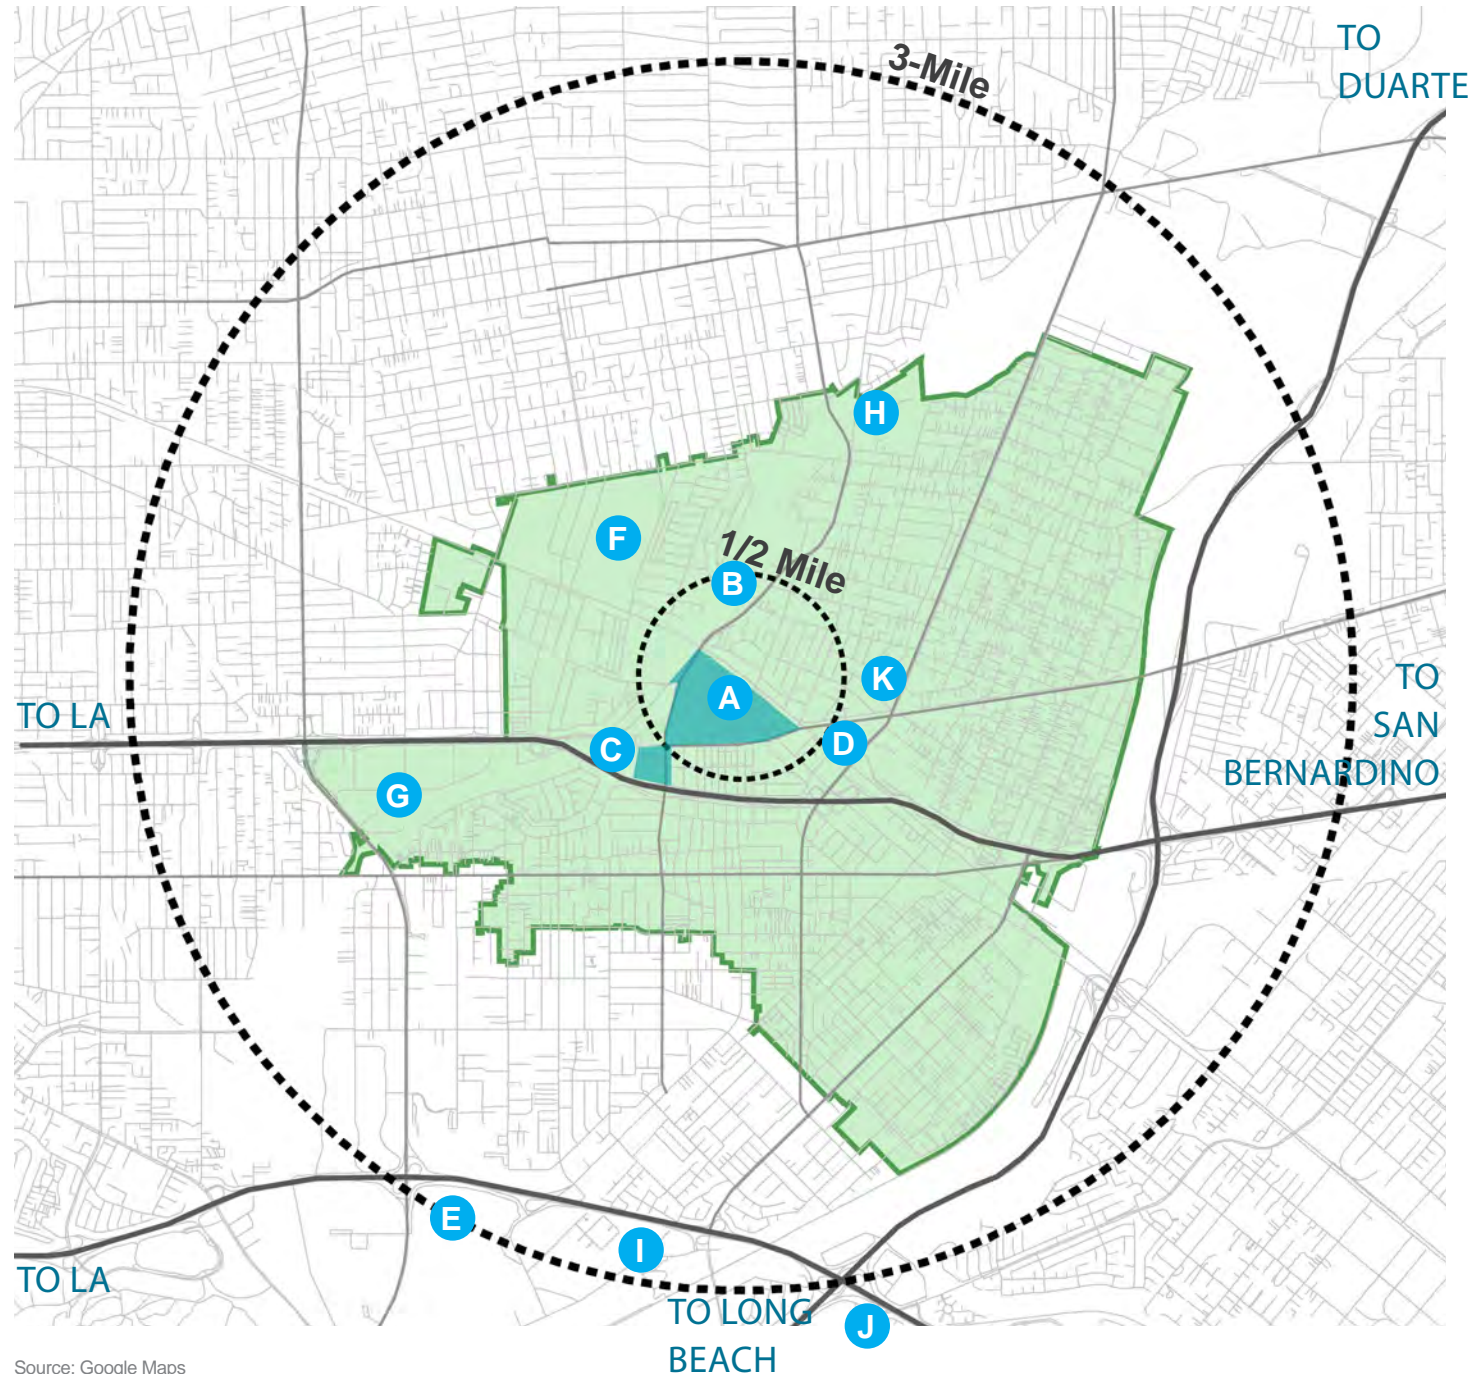 TO
DUARTE
3-Mile
H
F
1/2 Mile
B
K
A
TO LA
TO
SAN
BERNARDINO
C
D
G
E
I
TO LA
TO LONG
BEACH
J
Source: Google Maps